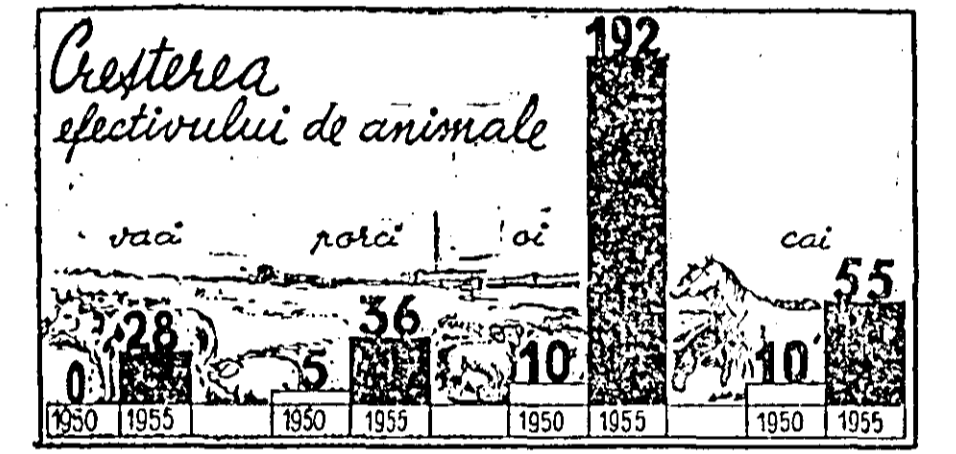 Creșterea
efectivului de animale
192
vaci porci oi cai
55
28 36
0 5 10 10
1950 1955 1950 1955 1950 1955 1950 1955